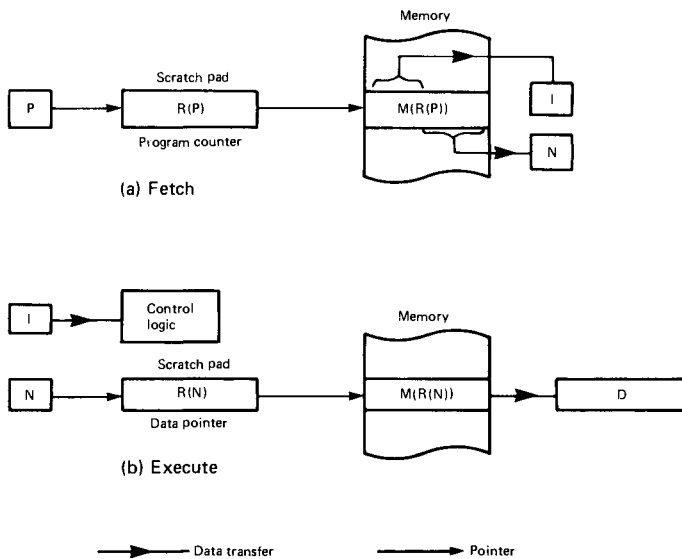 Memory
Scratch pad
P
R(P)
M(R(P))
I
Program counter
N
(a) Fetch
I
Control
logic
Memory
Scratch pad
N
R(N)
M(R(N))
D
Data pointer
(b) Execute
Data transfer
Pointer